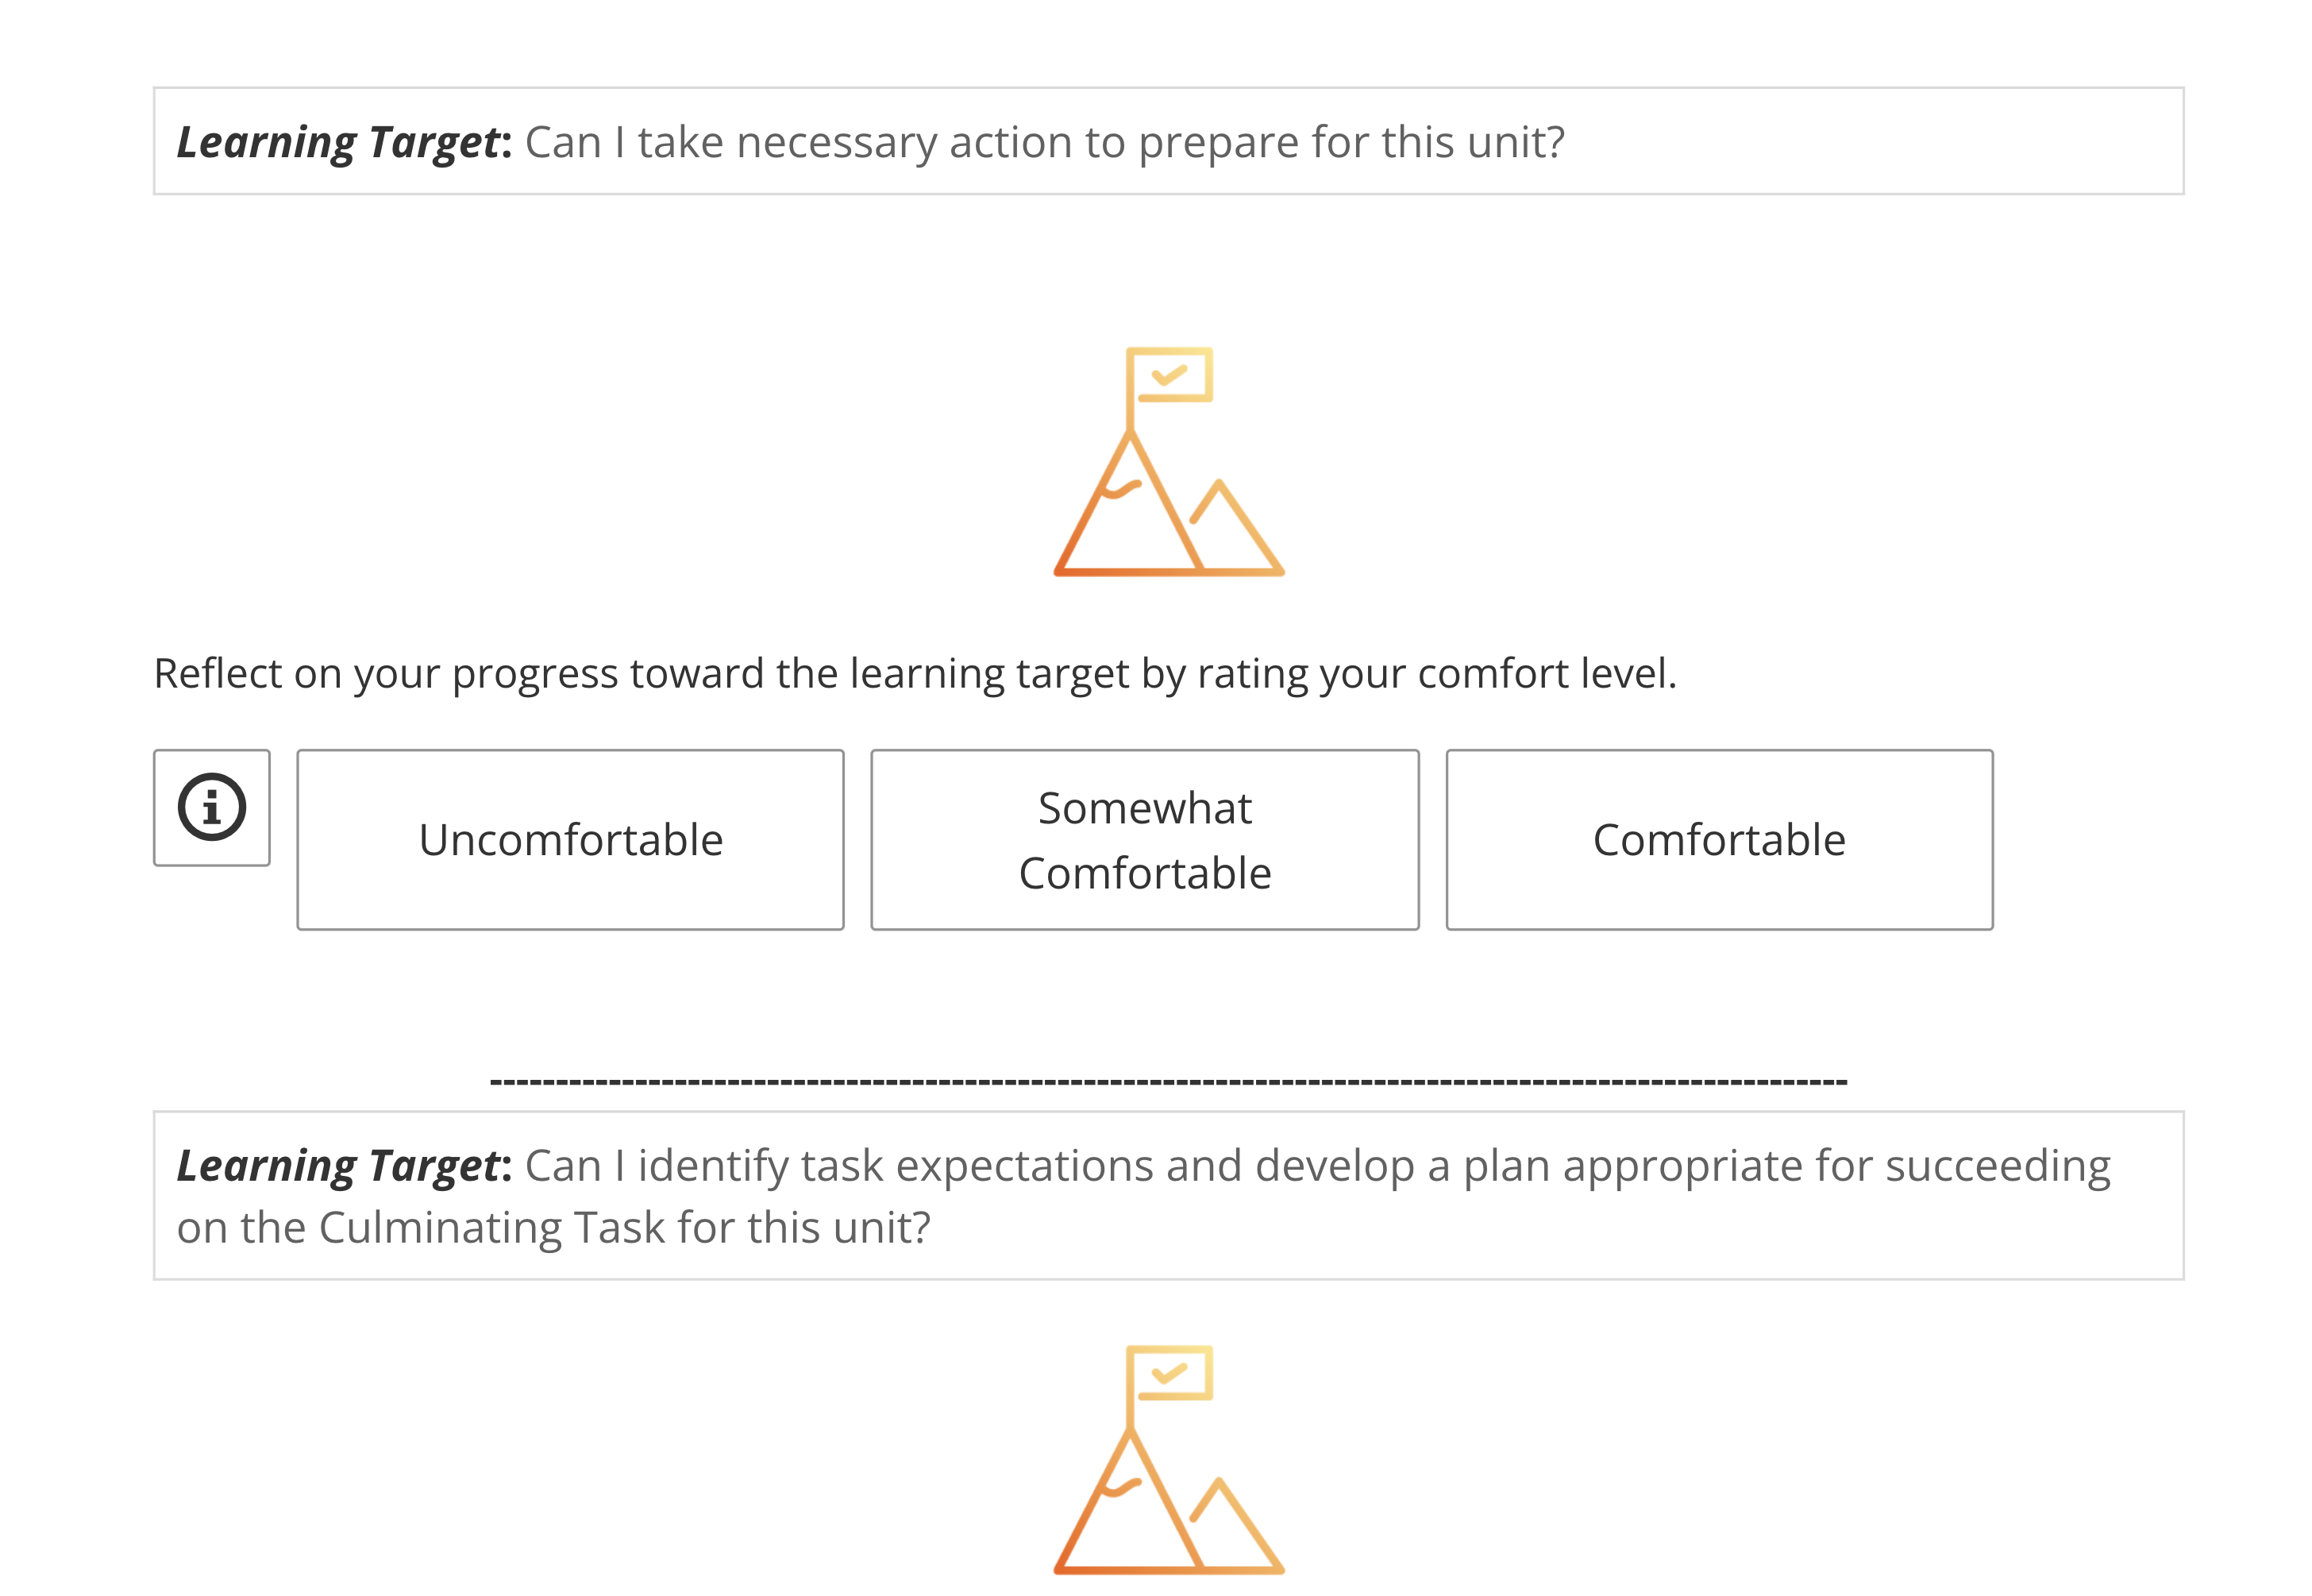 Learning Target: Can I take necessary action to prepare for this unit?
Reflect on your progress toward the learning target by rating your comfort level.
Uncomfortable
Somewhat
Comfortable
Comfortable
Learning Target: Can I identify task expectations and develop a plan appropriate for succeeding
on the Culminating Task for this unit?